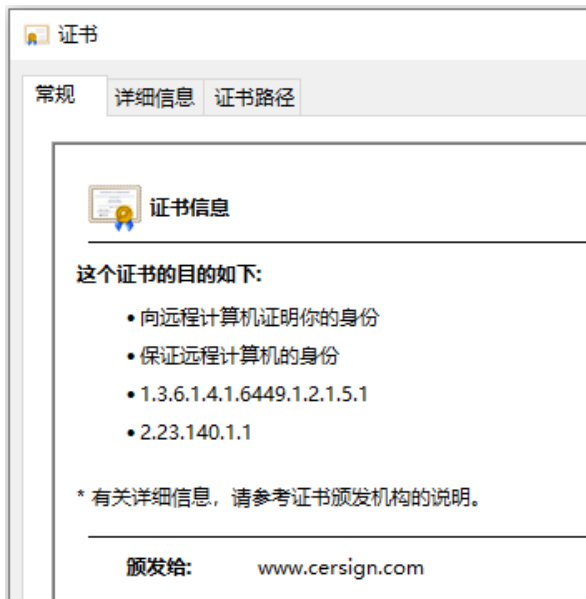 证书
常规 详细信息 证书路径
证书信息
这个证书的目的如下:
• 向远程计算机证明你的身份
• 保证远程计算机的身份
• 1.3.6.1.4.1.6449.1.2.1.5.1
• 2.23.140.1.1
* 有关详细信息，请参考证书颁发机构的说明。
颁发给: www.cersign.com